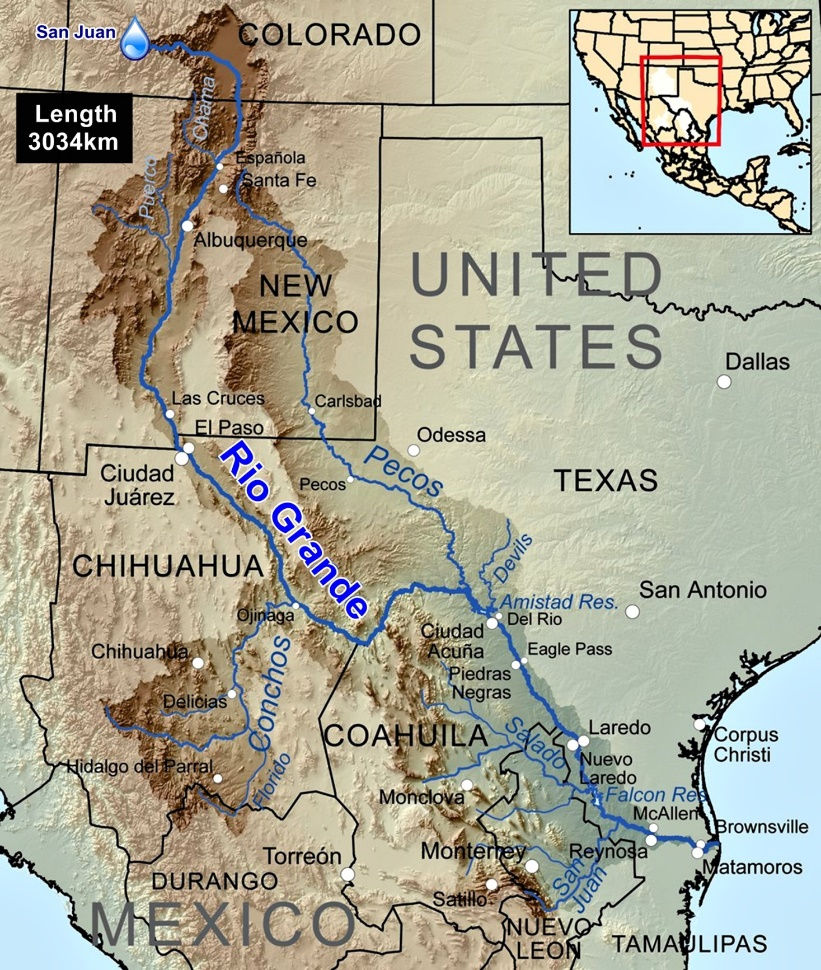 San Juan
COLORADO
Length
3034km
Chama
Española
Santa Fe
Puerco
Albuquerque
NEW
MEXICO
UNITED
STATES
Dallas
Las Cruces
Carlsbad
El Paso
Odessa
Ciudad
Juárez
Rio Grande
Pecos
Pecos
TEXAS
CHIHUAHUA
Devils
Amistad Res.
San Antonio
Ojinaga
Del Rio
Ciudad
Acuña
Eagle Pass
Chihuahua
Piedras
Negras
Conchos
Delicias
COAHUILA
Salado
Laredo
Corpus
Christi
Nuevo
Laredo
Hidalgo del Parral
Florido
Monclova
Falcon Res
McAllen
Brownsville
Reynosa
Matamoros
Torreón
Monterrey
San
Juan
DURANGO
Satillo
MEXICO
NUEVO
LEON
TAMAULIPAS